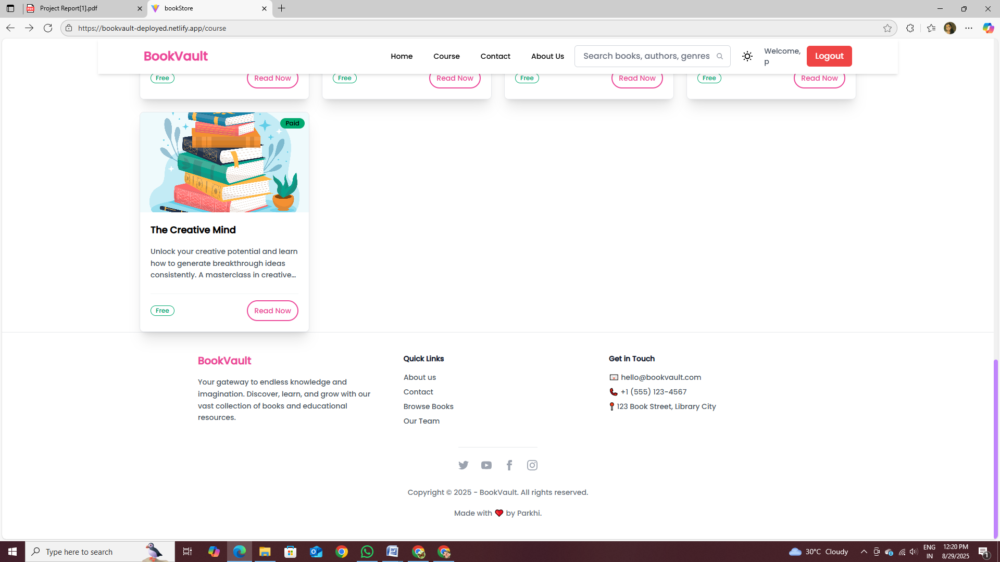 Project Report[1].pdf
bookStore
https://bookvault-deployed.netlify.app/course
BookVault
Home
Course
Contact
About Us
Search books, authors, genres
Welcome,
p
Logout
Free
Read Now
Free
Read Now
Free
Read Now
Free
Read Now
Paid
The Creative Mind
Unlock your creative potential and learn
how to generate breakthrough ideas
consistently. A masterclass in creative...
Free
Read Now
BookVault
Your gateway to endless knowledge and
imagination. Discover, learn, and grow with our
vast collection of books and educational
resources.
Quick Links
About us
Contact
Browse Books
Our Team
Get in Touch
hello@bookvault.com
+1 (555) 123-4567
123 Book Street, Library City
Copyright © 2025 - BookVault. All rights reserved.
Made with ❤️ by Parkhi.
Type here to search
30°C Cloudy
ENG
IN
12:20 PM
8/29/2025
1